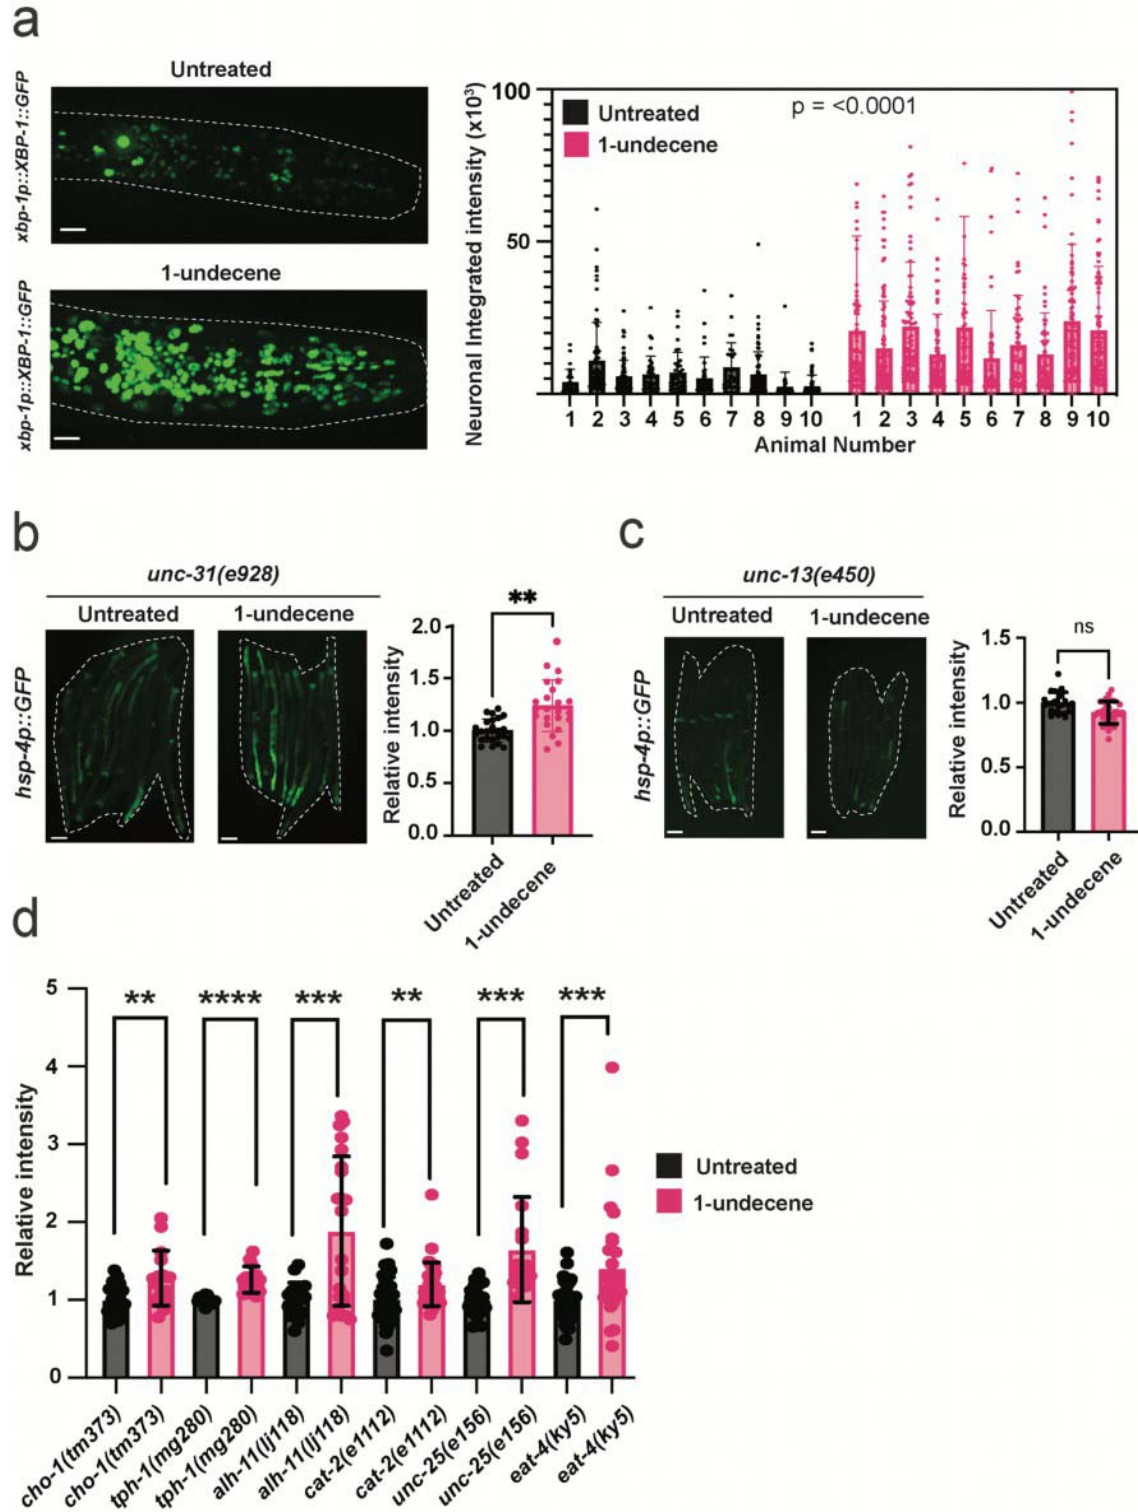 a
Untreated
xbp-1p::XBP-1::GFP
1-undecene
xbp-1p::XBP-1::GFP
Neuronal Integrated intensity (x10³)
100
50
Untreated
1-undecene
p = <0.0001
1 2 3 4 5 6 7 8 9 10 1 2 3 4 5 6 7 8 9 10
Animal Number
b
unc-31(e928)
Untreated 1-undecene
hsp-4p::GFP
Relative intensity
2.0
1.5
1.0
0.5
0.0
**
Untreated
1-undecene
c
unc-13(e450)
Untreated 1-undecene
hsp-4p::GFP
Relative intensity
1.5
1.0
0.5
0.0
ns
Untreated
1-undecene
d
Relative intensity
5
4
3
2
1
0
** **** *** ** *** ***
Untreated
1-undecene
cho-1(tm373)
cho-1(tm373)
tph-1(mg280)
tph-1(mg280)
alh-11(lj118)
alh-11(lj118)
cat-2(e1112)
cat-2(e1112)
unc-25(e156)
unc-25(e156)
eat-4(ky5)
eat-4(ky5)